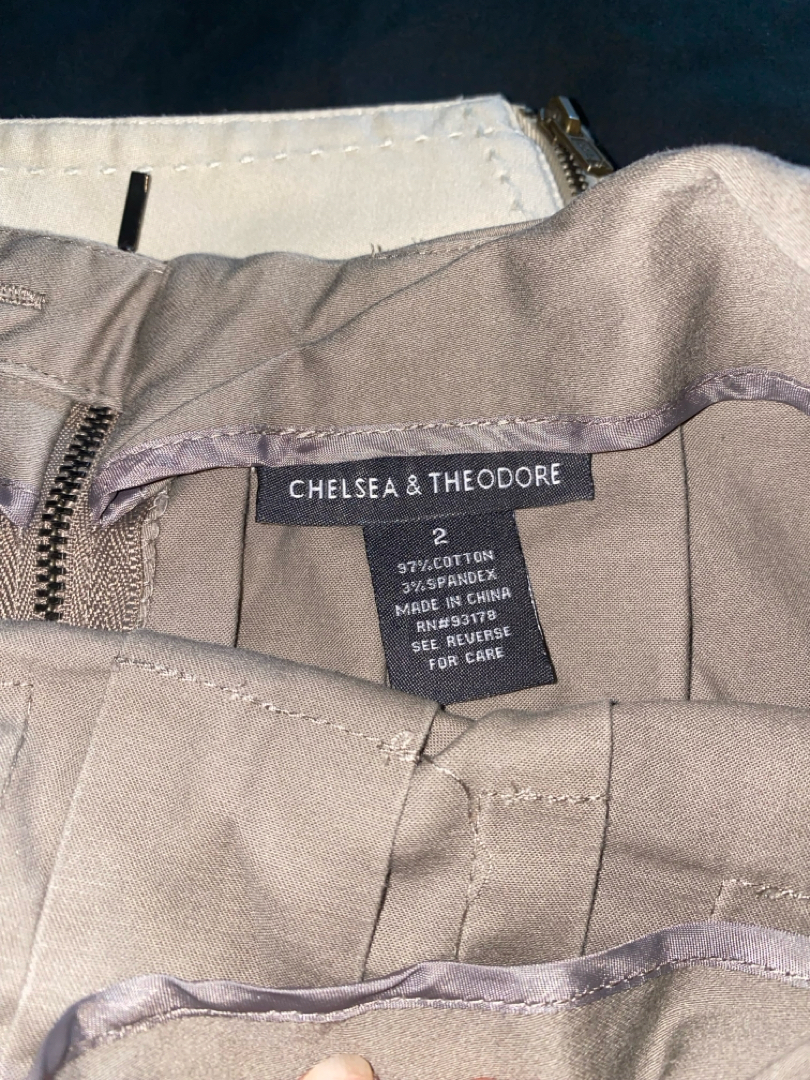 CHELSEA & THEODORE
2
97% COTTON
3% SPANDEX
MADE IN CHINA
RN#93178
SEE REVERSE
FOR CARE